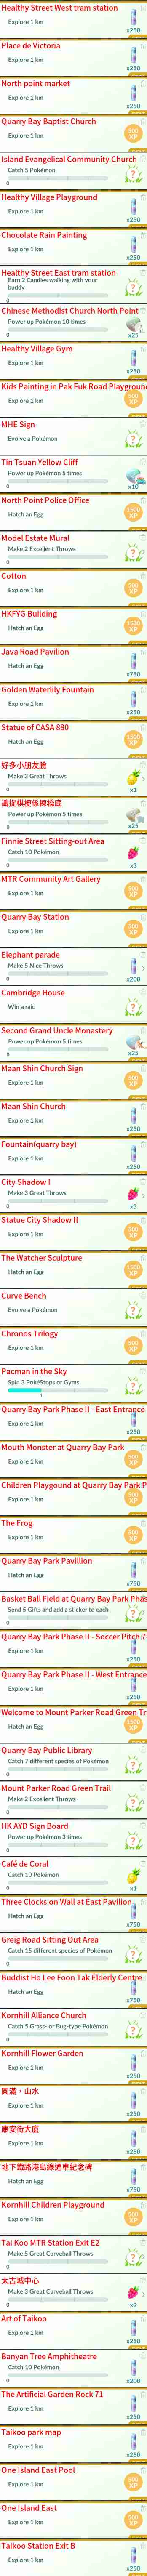 Healthy Street West tram station
Explore 1 km
x250
Place de Victoria
Explore 1 km
x250
North point market
Explore 1 km
x250
Quarry Bay Baptist Church
Explore 1 km
500 XP
Island Evangelical Community Church
Catch 5 Pokémon
0
Healthy Village Playground
Explore 1 km
x250
Chocolate Rain Painting
Explore 1 km
x250
Healthy Street East tram station
Earn 2 Candies walking with your
buddy
0
Chinese Methodist Church North Point
Power up Pokémon 10 times
0
x25
Healthy Village Gym
Explore 1 km
x250
Kids Painting in Pak Fuk Road Playground
Explore 1 km
500 XP
MHE Sign
Evolve a Pokémon
Tin Tsuan Yellow Cliff
Power up Pokémon 5 times
0
x10
North Point Police Office
Hatch an Egg
1500 XP
Model Estate Mural
Make 2 Excellent Throws
0
Cotton
Explore 1 km
500 XP
HKFYG Building
Hatch an Egg
1500 XP
Java Road Pavilion
Hatch an Egg
x750
Golden Waterlily Fountain
Explore 1 km
x250
Statue of CASA 880
Hatch an Egg
1500 XP
好多小朋友臉
Make 3 Great Throws
0
x1
識捉棋梗係揀橋底
Power up Pokémon 5 times
0
x25
Finnie Street Sitting-out Area
Catch 10 Pokémon
0
x3
MTR Community Art Gallery
Explore 1 km
500 XP
Quarry Bay Station
Explore 1 km
500 XP
Elephant parade
Make 5 Nice Throws
0
x200
Cambridge House
Win a raid
Second Grand Uncle Monastery
Power up Pokémon 5 times
0
x25
Maan Shin Church Sign
Explore 1 km
500 XP
Maan Shin Church
Explore 1 km
x250
Fountain(quarry bay)
Explore 1 km
x250
City Shadow I
Make 3 Great Throws
0
x3
Statue City Shadow II
Explore 1 km
500 XP
The Watcher Sculpture
Hatch an Egg
1500 XP
Curve Bench
Evolve a Pokémon
Chronos Trilogy
Explore 1 km
500 XP
Pacman in the Sky
Spin 3 PokéStops or Gyms
1
Quarry Bay Park Phase II - East Entrance
Explore 1 km
x250
Mouth Monster at Quarry Bay Park
Explore 1 km
500 XP
Children Playgound at Quarry Bay Park P
Explore 1 km
500 XP
The Frog
Explore 1 km
500 XP
Quarry Bay Park Pavillion
Hatch an Egg
x750
Basket Ball Field at Quarry Bay Park Phas
Send 5 Gifts and add a sticker to each
0
Quarry Bay Park Phase II - Soccer Pitch 7-
Explore 1 km
x250
Quarry Bay Park Phase II - West Entrance
Explore 1 km
x250
Welcome to Mount Parker Road Green Tr
Hatch an Egg
1500 XP
Quarry Bay Public Library
Catch 7 different species of Pokémon
0
Mount Parker Road Green Trail
Make 2 Excellent Throws
0
HK AYD Sign Board
Power up Pokémon 3 times
0
Café de Coral
Catch 10 Pokémon
0
x1
Three Clocks on Wall at East Pavilion
Hatch an Egg
x750
Greig Road Sitting Out Area
Catch 15 different species of Pokémon
0
Buddist Ho Lee Foon Tak Elderly Centre
Hatch an Egg
x750
Kornhill Alliance Church
Catch 5 Grass- or Bug-type Pokémon
0
Kornhill Flower Garden
Explore 1 km
x250
圓滿，山水
Explore 1 km
x250
康安街大廈
Explore 1 km
x250
地下鐵路港島線通車紀念碑
Hatch an Egg
x750
Kornhill Children Playground
Explore 1 km
500 XP
Tai Koo MTR Station Exit E2
Make 5 Great Curveball Throws
0
太古城中心
Make 3 Great Curveball Throws
0
x9
Art of Taikoo
Explore 1 km
x250
Banyan Tree Amphitheatre
Catch 10 Pokémon
0
x200
The Artificial Garden Rock 71
Explore 1 km
x250
Taikoo park map
Explore 1 km
x250
One Island East Pool
Explore 1 km
500 XP
One Island East
Explore 1 km
500 XP
Taikoo Station Exit B
Explore 1 km
x250